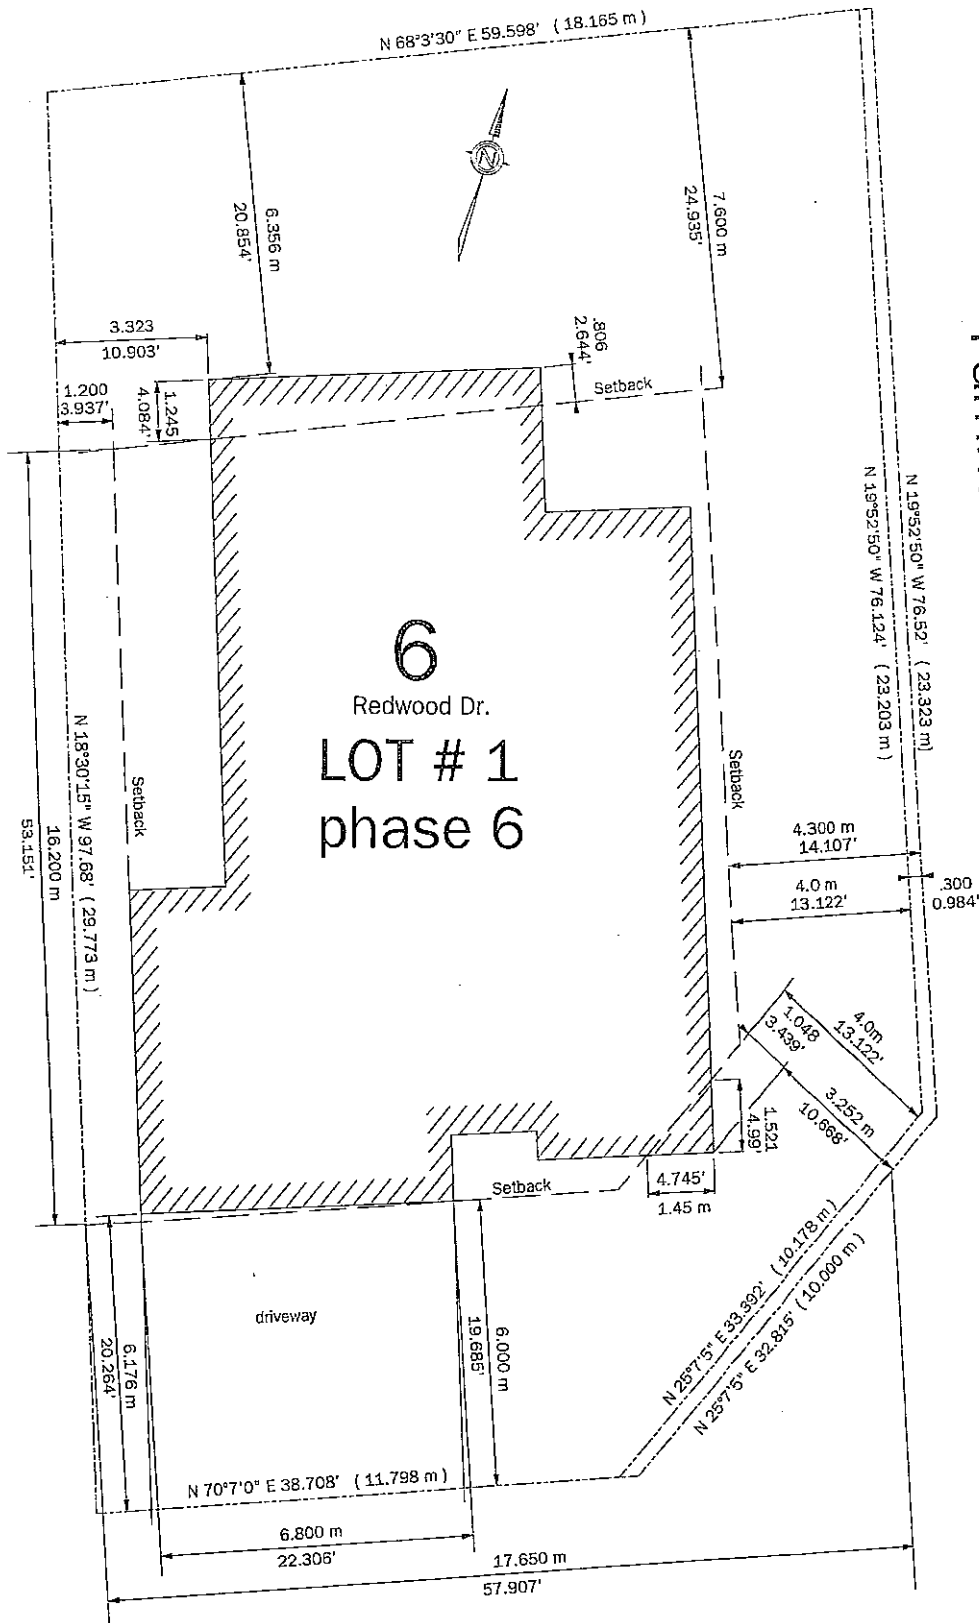 N 68°3'30" E 59.598' ( 18.165 m )
6.356 m
20.854'
N
7.600 m
24.935'
3.323
10.903'
1.200
3.937'
1.245
4.084'
.806
2.644'
Setback
N 19°52'50" W 76.124' ( 23.203 m )
N 19°52'50" W 76.52' ( 23.323 m)
6
Redwood Dr.
LOT # 1
phase 6
Setback
N 18°30'15" W 97.68' ( 29.773 m )
16.200 m
53.151'
Setback
4.300 m
14.107'
4.0 m
13.122'
.300
0.984'
4.0m
13.122'
1.048
3.439'
3.252 m
10.668'
1.521
4.99'
4.745'
1.45 m
Setback
driveway
6.000 m
19.685'
6.176 m
20.264'
N 25°7'5" E 33.392' ( 10.178 m )
N 25°7'5" E 32.815' ( 10.000 m )
N 70°7'0" E 38.708' ( 11.798 m )
6.800 m
22.306'
17.650 m
57.907'